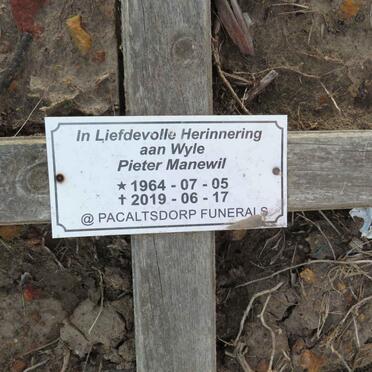 In Liefdevolle Herinnering
aan Wyle
Pieter Manewil
★ 1964 - 07 - 05
✝ 2019 - 06 - 17
@ PACALTSDORP FUNERALS